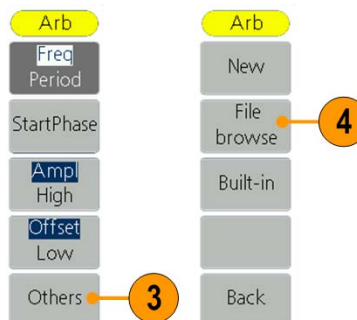 Arb
Freq
Period
StartPhase
Ampl
High
Offset
Low
Others
3
Arb
New
File
browse
4
Built-in
Back